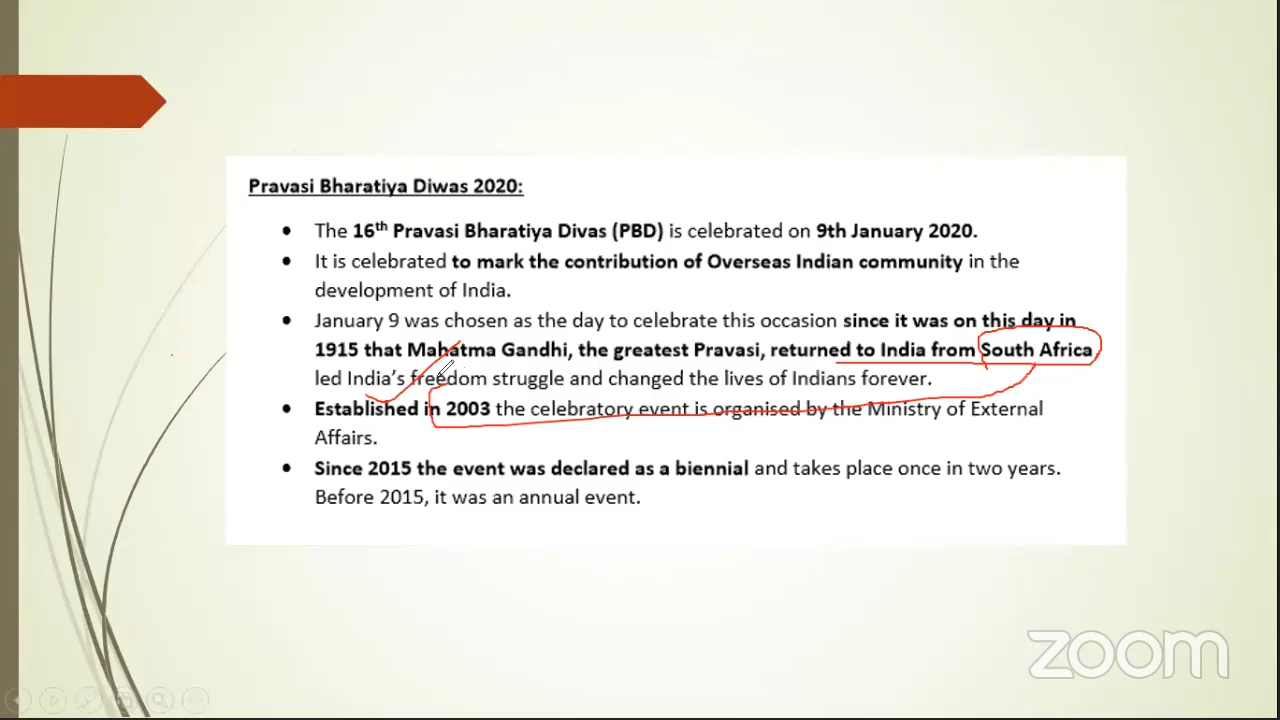 Pravasi Bharatiya Diwas 2020:
The 16th Pravasi Bharatiya Divas (PBD) is celebrated on 9th January 2020.
It is celebrated to mark the contribution of Overseas Indian community in the
development of India.
January 9 was chosen as the day to celebrate this occasion since it was on this day in
1915 that Mahatma Gandhi, the greatest Pravasi, returned to India from South Africa
led India's freedom struggle and changed the lives of Indians forever.
Established in 2003 the celebratory event is organised by the Ministry of External
Affairs.
Since 2015 the event was declared as a biennial and takes place once in two years.
Before 2015, it was an annual event.
zoom